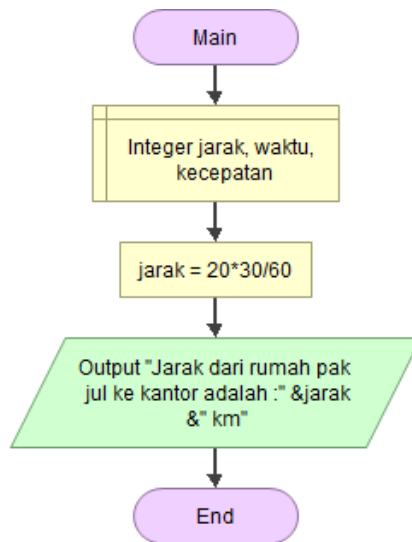 Main
Integer jarak, waktu,
kecepatan
jarak = 20*30/60
Output "Jarak dari rumah pak
jul ke kantor adalah :" &jarak
&" km"
End